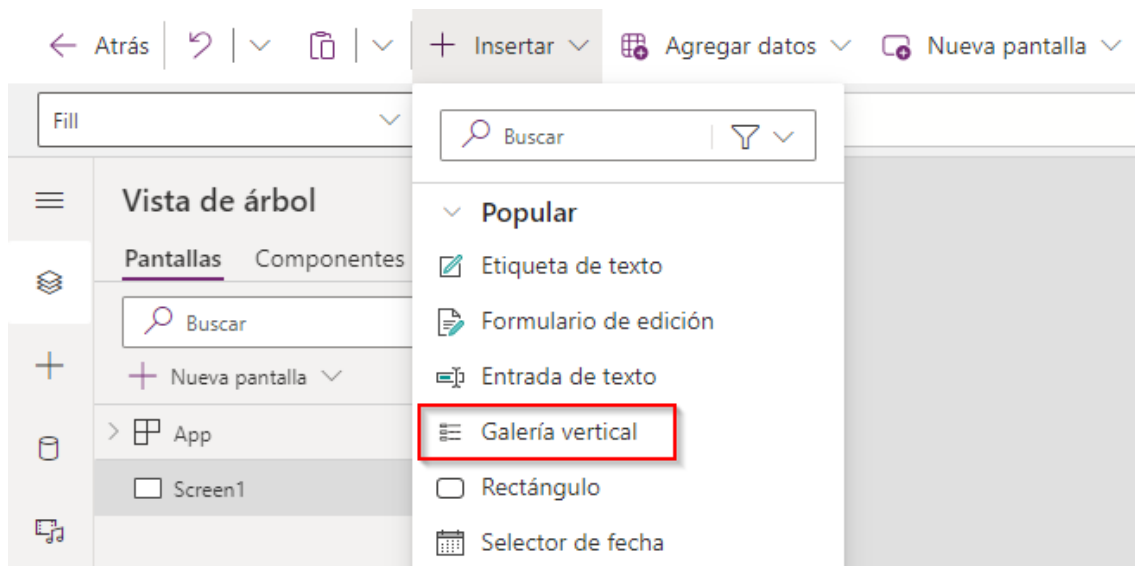 Atrás
Insertar
Agregar datos
Nueva pantalla
Fill
Buscar
Vista de árbol
Pantallas Componentes
Buscar
Nueva pantalla
App
Screen1
Popular
Etiqueta de texto
Formulario de edición
Entrada de texto
Galería vertical
Rectángulo
Selector de fecha